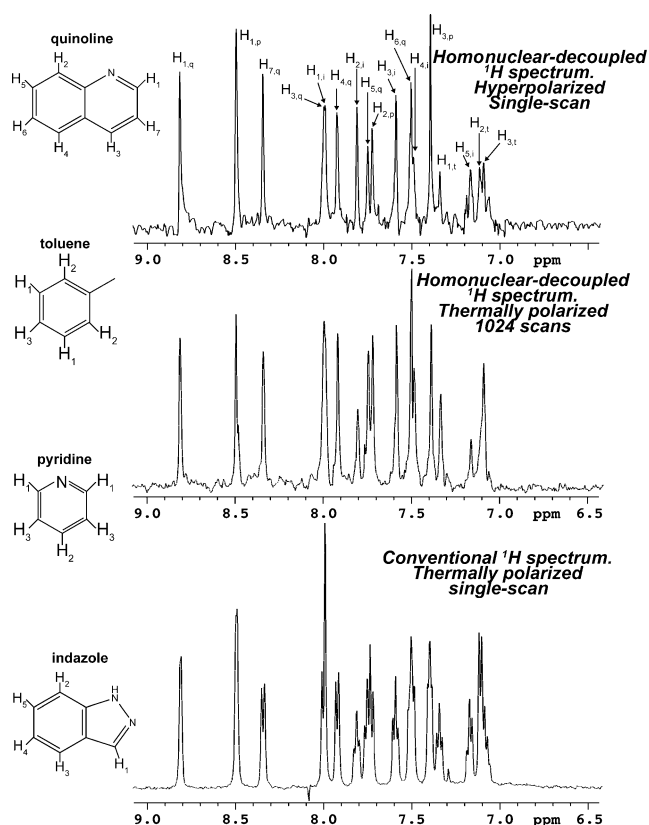 quinoline
H2
N
H5
H1
H6
H7
H4
H3
H1,q
H1,p
H7,q
H3,q
H1,i
H4,q
H2,i
H5,q
H2,p
H3,i
H6,q
H4,i
H3,p
H1,t
H5,i
H2,t
H3,t
Homonuclear-decoupled
1H spectrum.
Hyperpolarized
Single-scan
9.0 8.5 8.0 7.5 ppm 7.0
toluene
H2
H1
H3
H2
H1
Homonuclear-decoupled
1H spectrum.
Thermally polarized
1024 scans
9.0 8.5 8.0 7.5 7.0 ppm 6.5
pyridine
H1 N H1
H3 H3
H2
Conventional 1H spectrum.
Thermally polarized
single-scan
indazole
H2
H
N
H5
N
H4
H3
H1
9.0 8.5 8.0 7.5 7.0 ppm 6.5